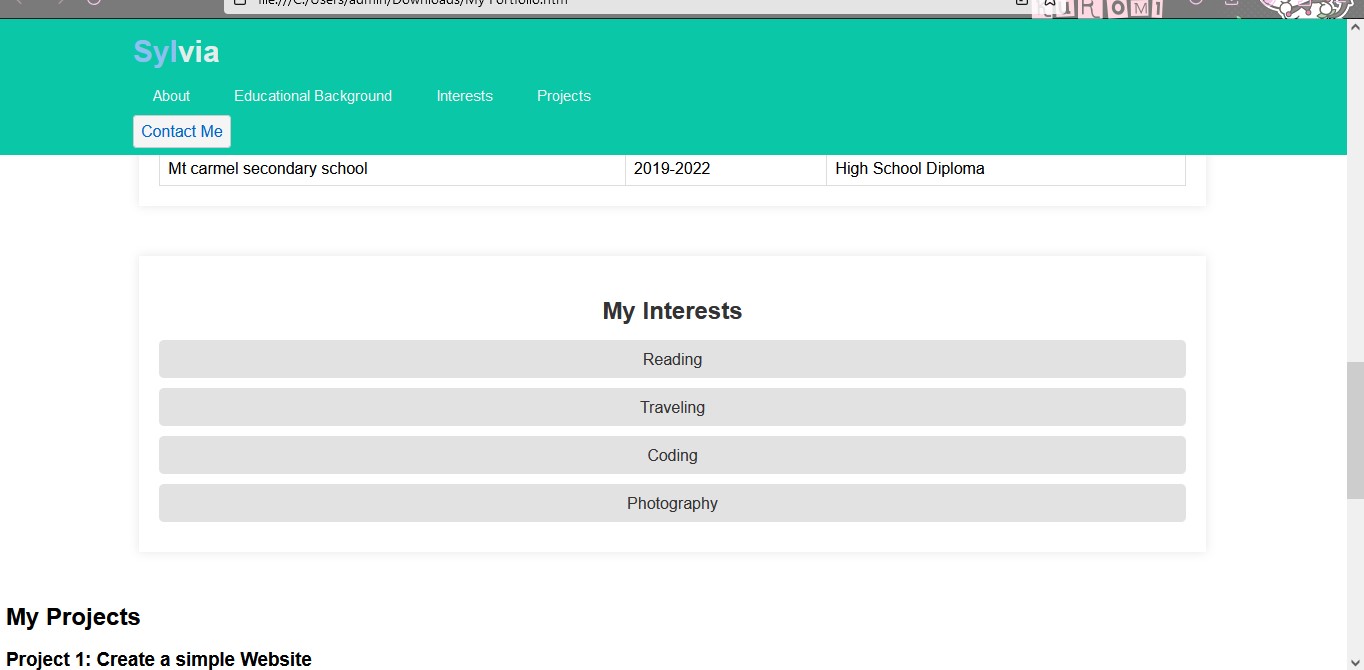 file:///C:/Users/admin/Downloads/My Portfolio.htm
KUROMI
Sylvia
About Educational Background Interests Projects
Contact Me
Mt carmel secondary school 2019-2022 High School Diploma
My Interests
Reading
Traveling
Coding
Photography
My Projects
Project 1: Create a simple Website